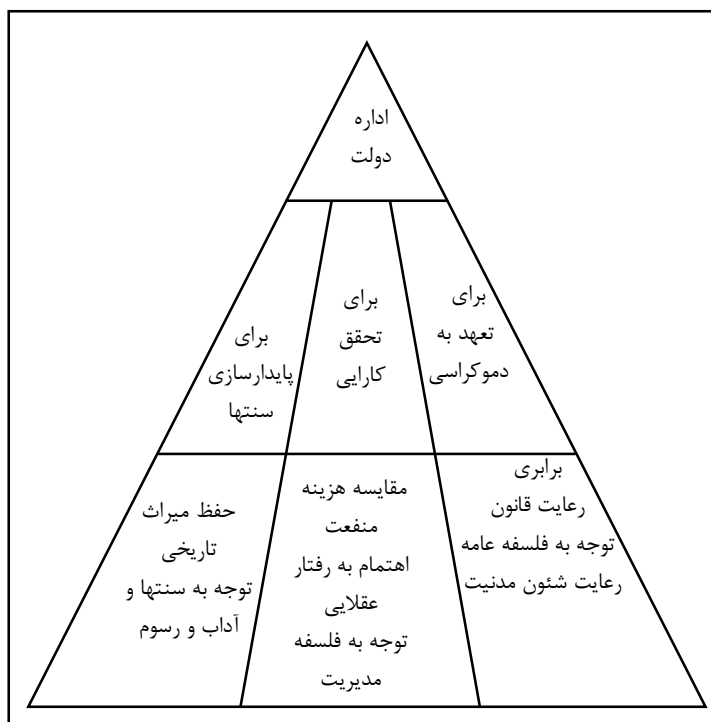 اداره
دولت
برای
تعهد به
دموکراسی
برای
تحقق
کارایی
برای
پایدارسازی
سنتها
برابری
رعایت قانون
توجه به فلسفه عامه
رعایت شئون مدنیت
مقایسه هزینه
منفعت
اهتمام به رفتار
عقلایی
توجه به فلسفه
مدیریت
حفظ میراث
تاریخی
توجه به سنتها و
آداب و رسوم